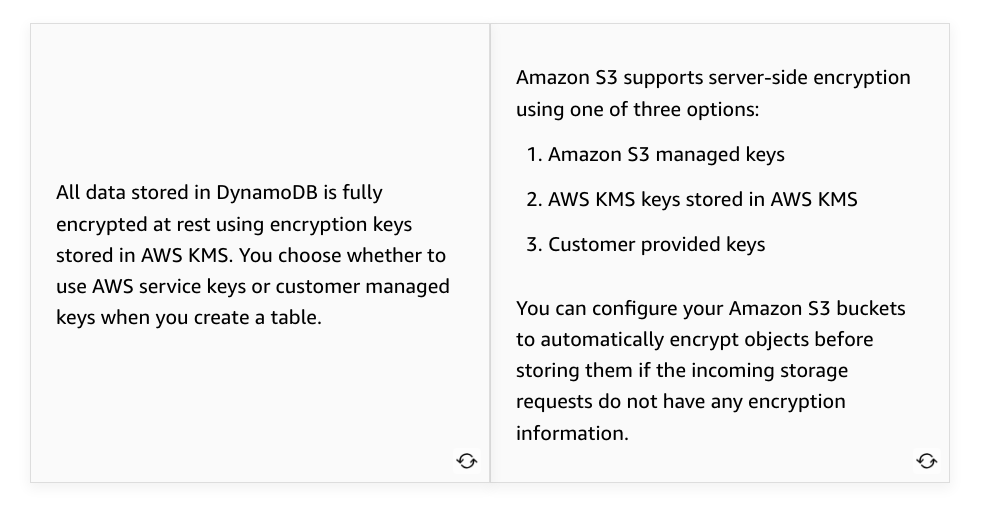 All data stored in DynamoDB is fully
encrypted at rest using encryption keys
stored in AWS KMS. You choose whether to
use AWS service keys or customer managed
keys when you create a table.
Amazon S3 supports server-side encryption
using one of three options:
1. Amazon S3 managed keys
2. AWS KMS keys stored in AWS KMS
3. Customer provided keys
You can configure your Amazon S3 buckets
to automatically encrypt objects before
storing them if the incoming storage
requests do not have any encryption
information.